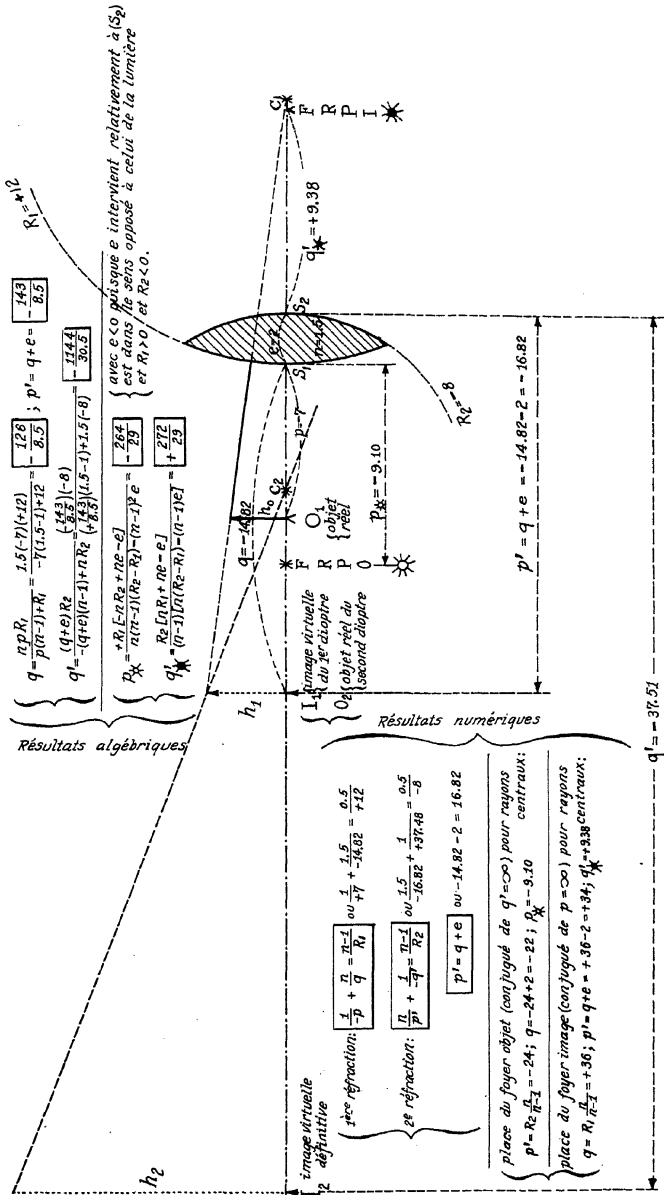 Résultats algébriques
q = npR₁ / p(n-1)+R₁ = 1.5(-7)(+12) / -7(1.5-1)+12 = - 126 / 8.5 ; p' = q+e = - 143 / 8.5
q' = (q+e)R₂ / -(q+e)(n-1)+nR₂ = (- 143 / 8.5)(-8) / (+ 143 / 8.5)(1.5-1)+1.5(-8) = - 114.4 / 30.5
p = +R₁[-nR₂+ne-e] / n(n-1)(R₂-R₁)-(n-1)²e = - 264 / 29
q' = R₂[nR₁+ne-e] / (n-1)[n(R₂-R₁)-(n-1)e] = + 272 / 29
avec e<0 puisque e intervient relativement à (S₂)
est dans le sens opposé à celui de la lumière
et R₁>0 et R₂<0.
R₁=+12
h₂
h₁
h₀
q=-14.82
C₂
p=-7
S₁
e=2
n=1.5
S₂
C₁
q' = +9.38
F
R
P
I
F
R
P
O
O₁
objet
réel
p = -9.10
R₂=-8
I₁ image virtuelle
du 1er dioptre
O₂ objet réel du
second dioptre
p' = q+e = -14.82-2 = -16.82
I₂
image virtuelle
définitive
Résultats numériques
1ère réfraction: 1 / -p + n / q = n-1 / R₁ ou 1 / +7 + 1.5 / -14.82 = 0.5 / +12
2e réfraction: n / p' + 1 / -q' = n-1 / R₂ ou 1.5 / -16.82 + 1 / +37.48 = 0.5 / -8
p' = q+e ou -14.82-2 = 16.82
place du foyer objet (conjugué de q'=∞) pour rayons
centraux:
p'=R₂ n / n-1 = -24; q=-24+2=-22; p = -9.10
place du foyer image (conjugué de p=∞) pour rayons
centraux:
q = R₁ n / n-1 = +36; p'=q+e = +36-2=+34; q' = +9.38
q' = -37.51